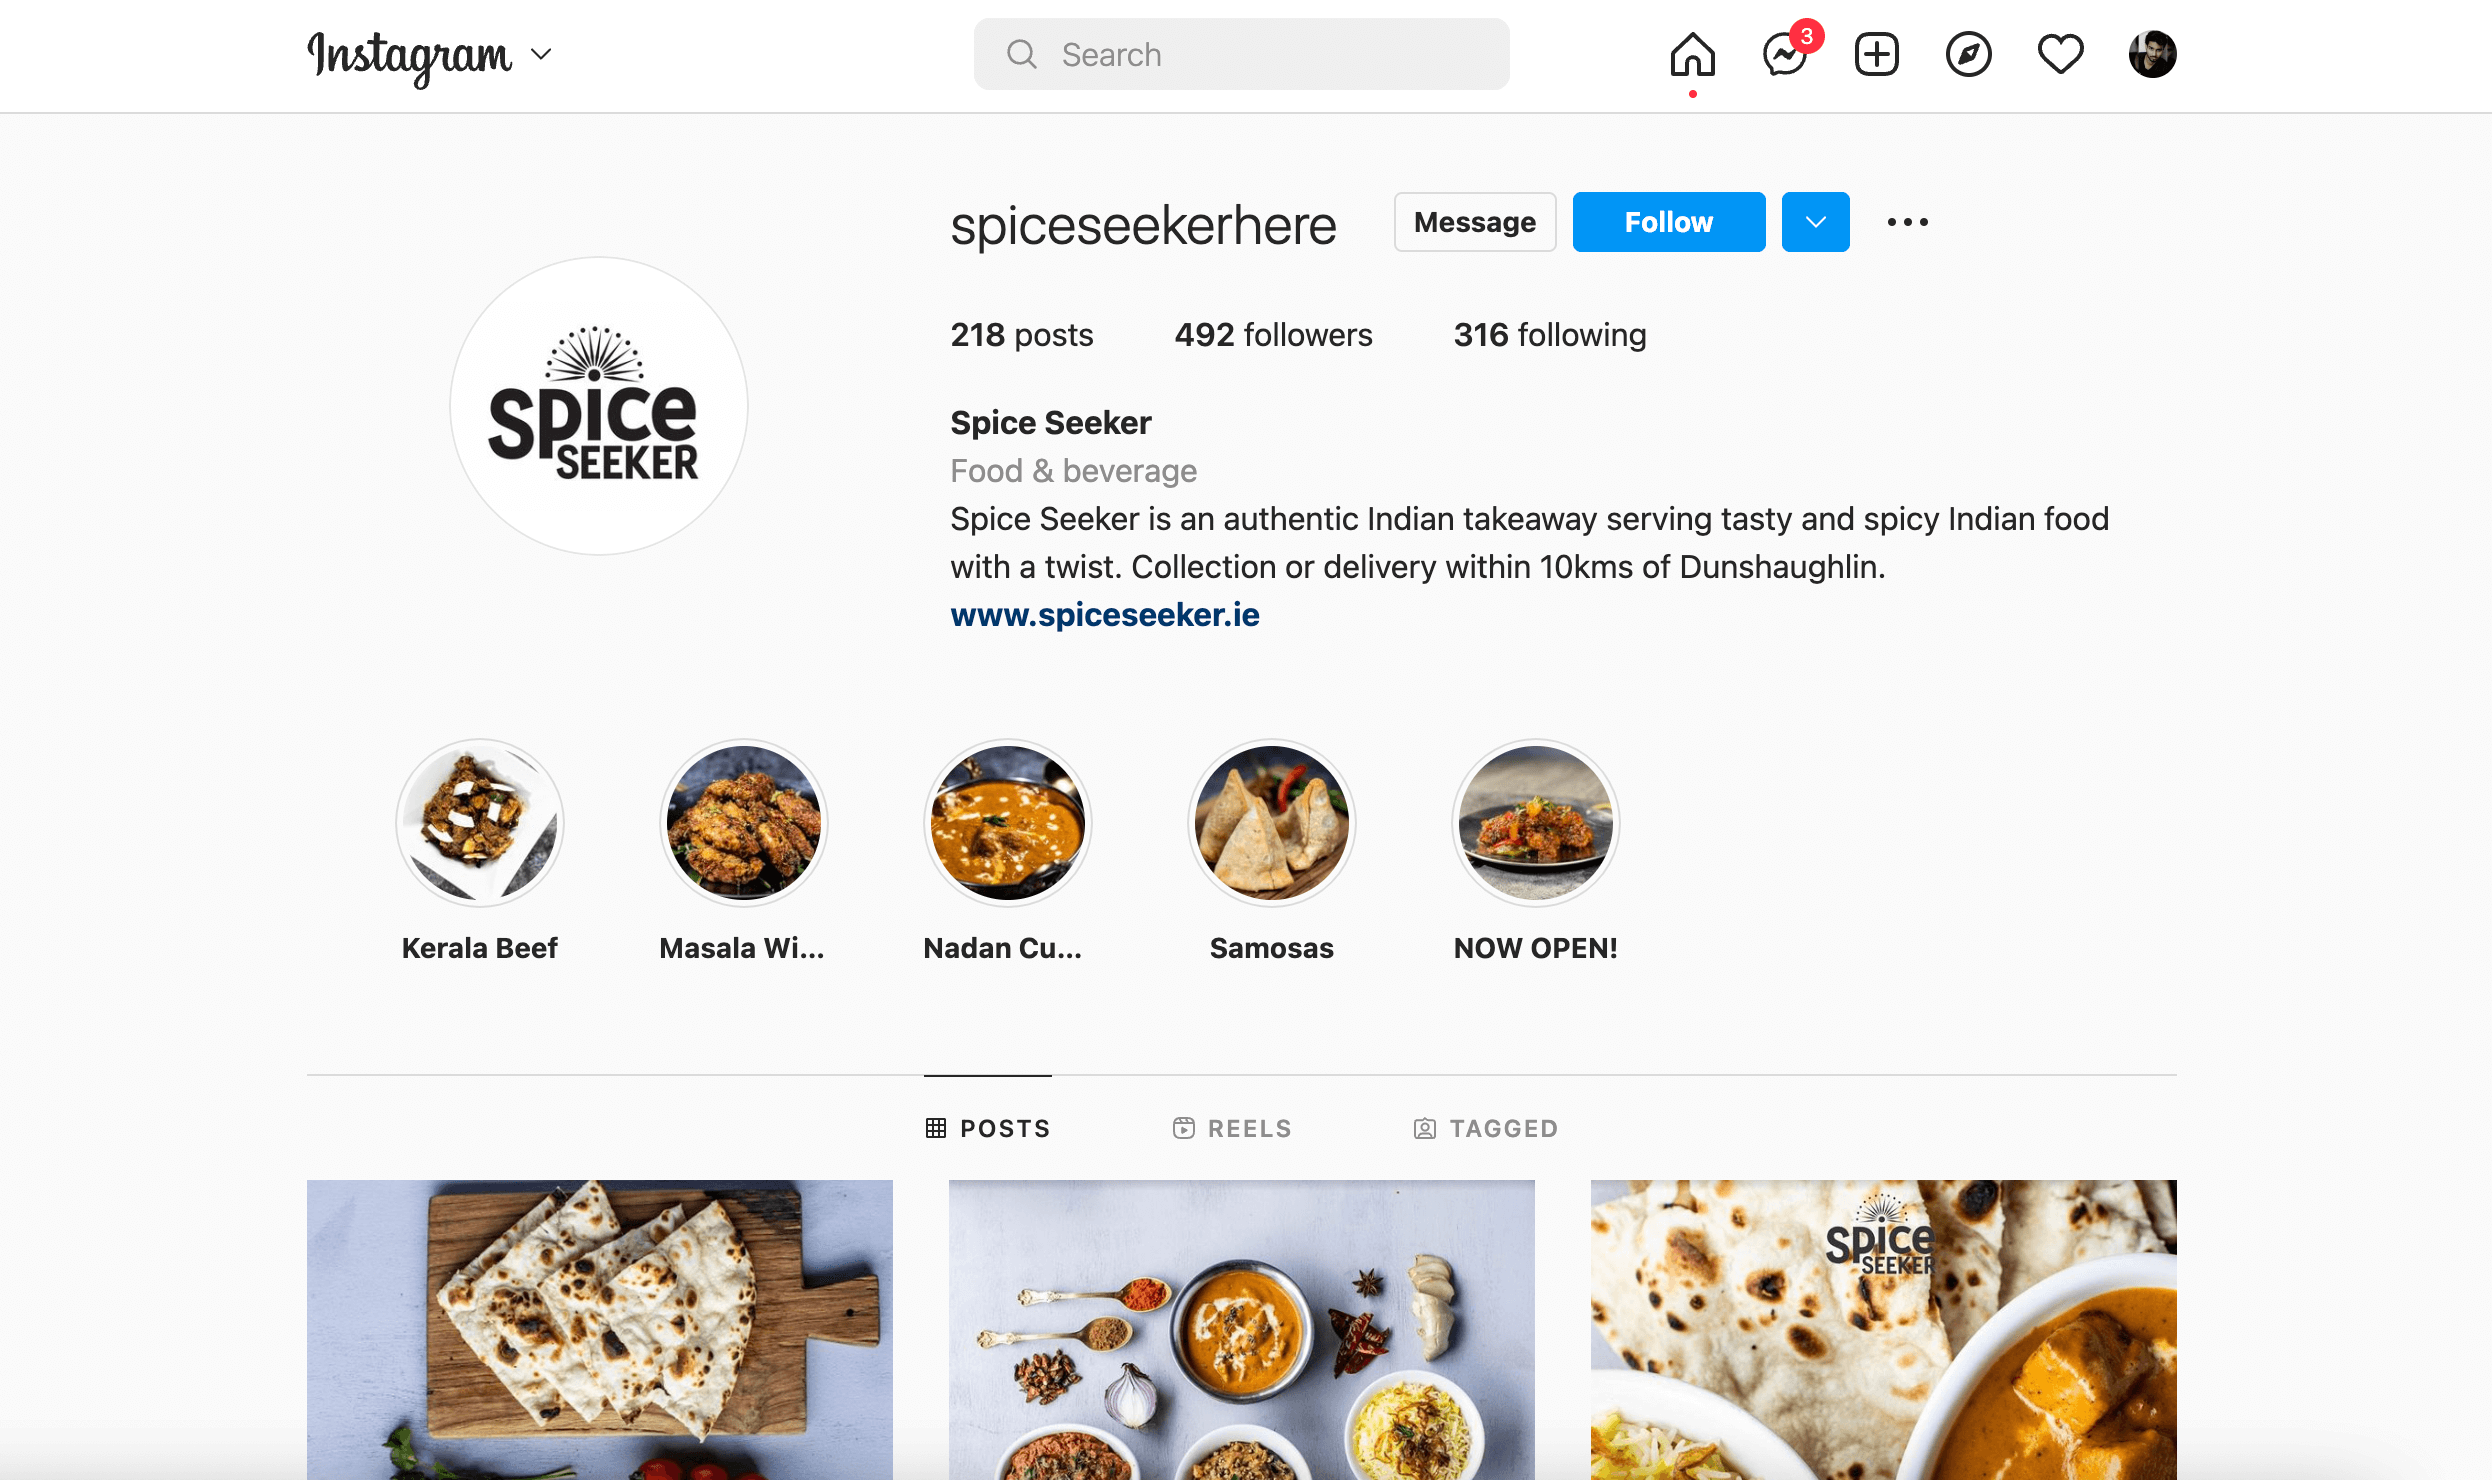 Instagram
Search
3
spiceseekerhere
Message
Follow
218 posts
492 followers
316 following
Spice
SEEKER
Spice Seeker
Food & beverage
Spice Seeker is an authentic Indian takeaway serving tasty and spicy Indian food
with a twist. Collection or delivery within 10kms of Dunshaughlin.
www.spiceseeker.ie
Kerala Beef
Masala Wi...
Nadan Cu...
Samosas
NOW OPEN!
POSTS
REELS
TAGGED
Spice
SEEKER